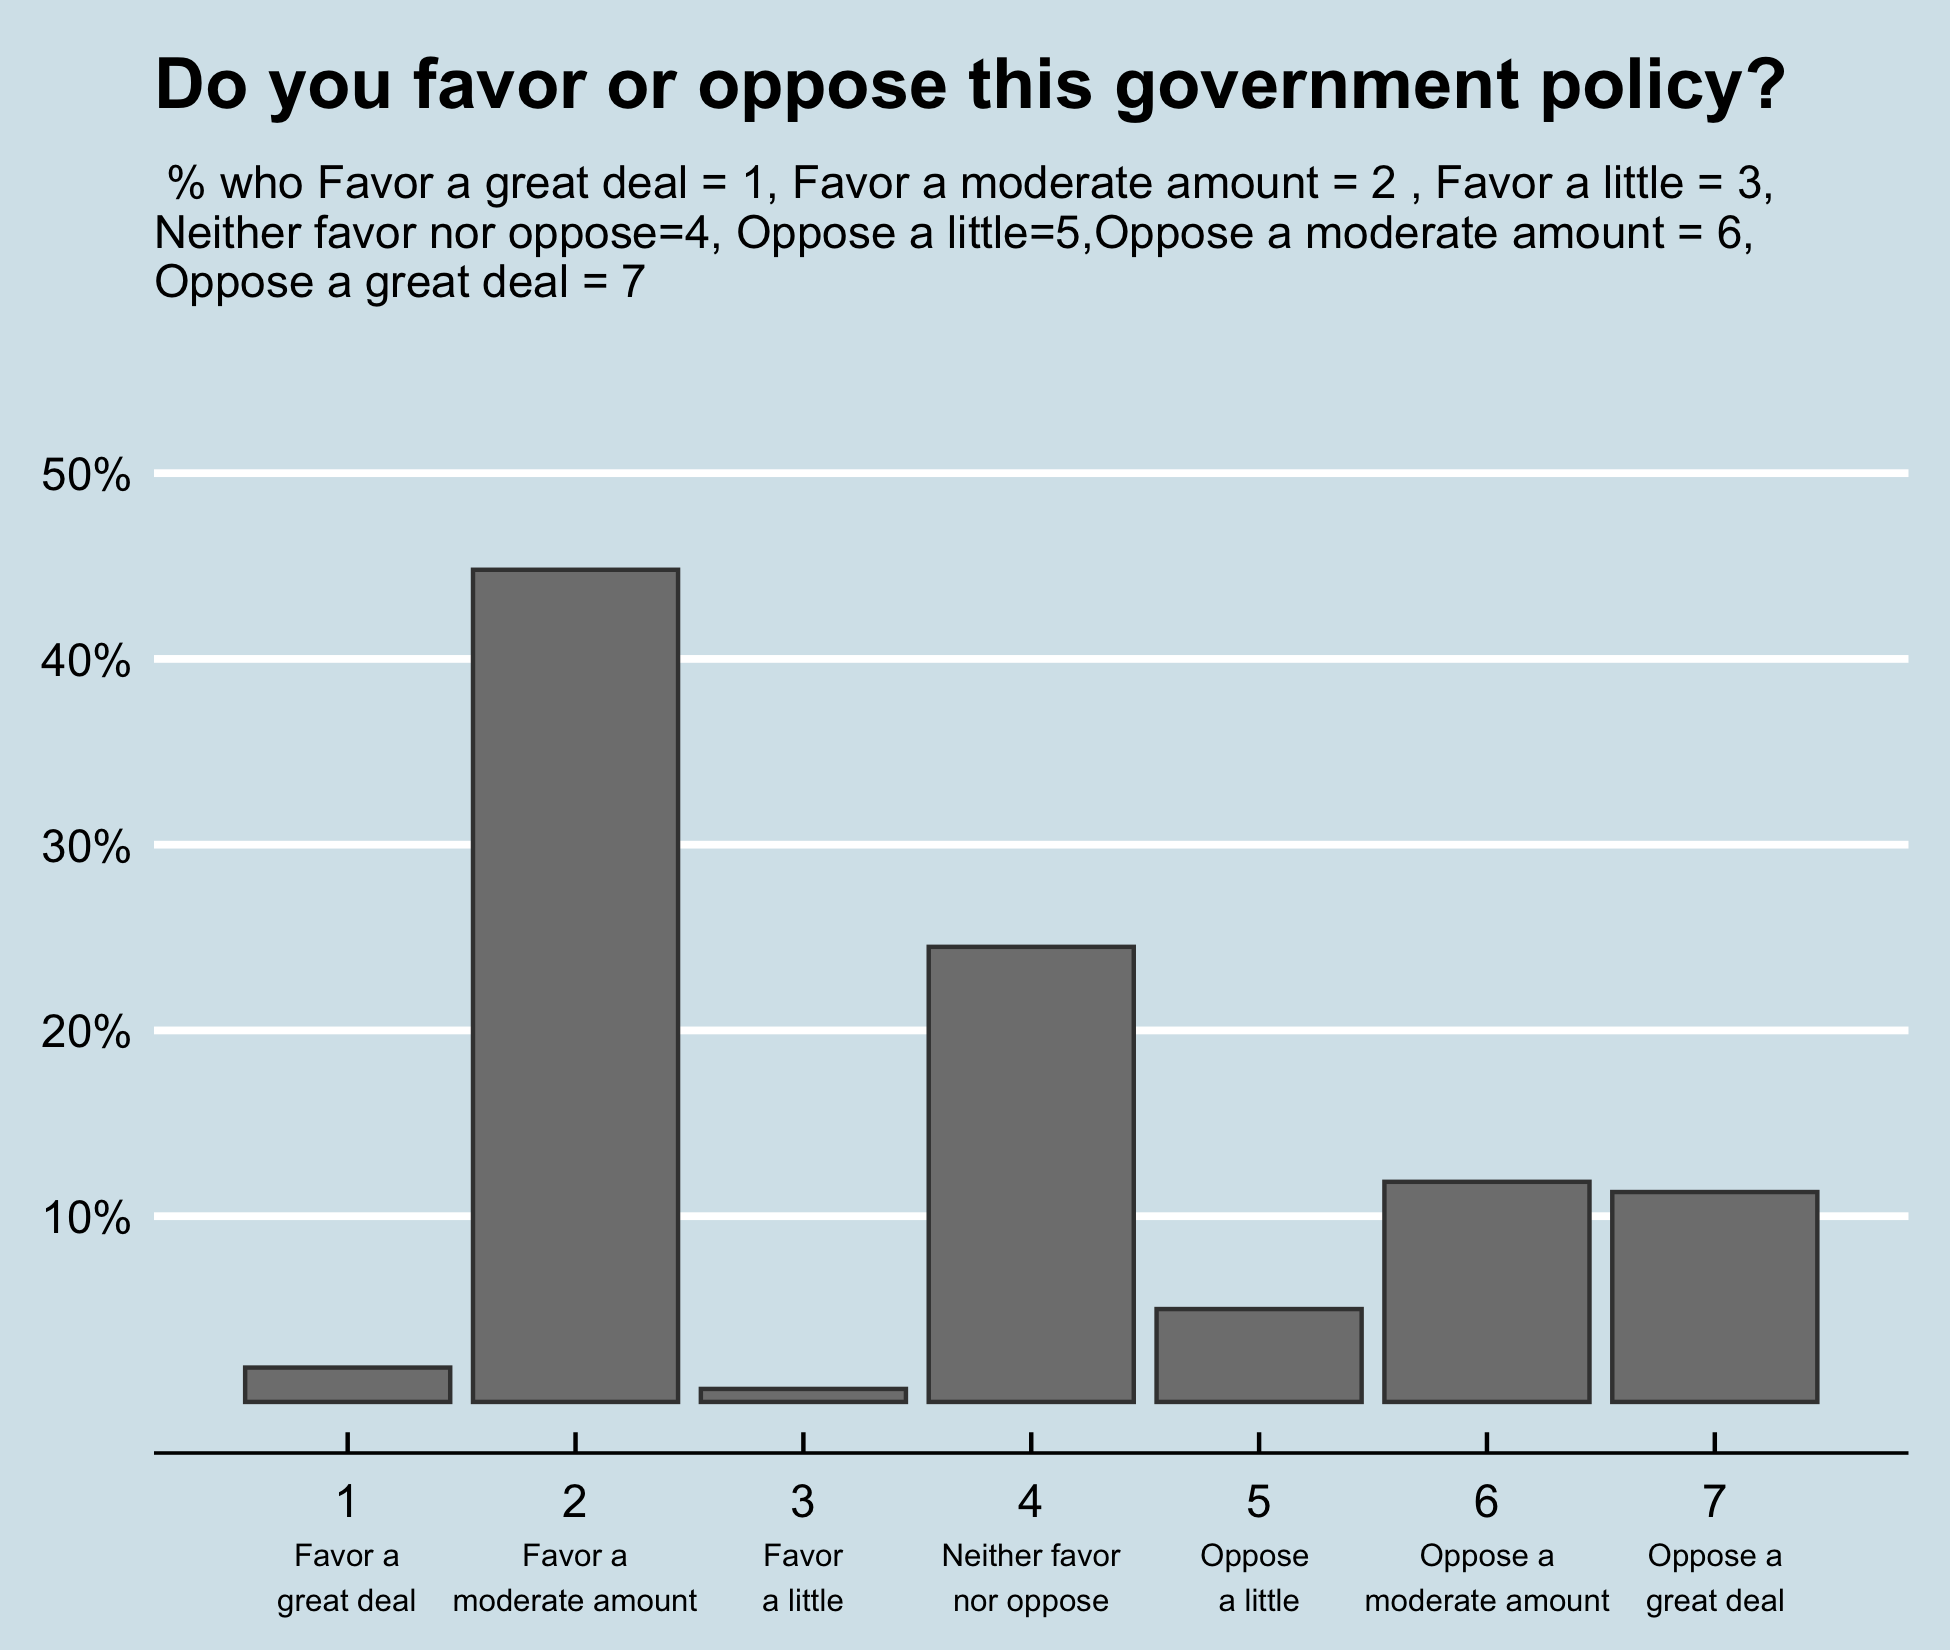 Do you favor or oppose this government policy?
% who Favor a great deal = 1, Favor a moderate amount = 2 , Favor a little = 3,
Neither favor nor oppose=4, Oppose a little=5,Oppose a moderate amount = 6,
Oppose a great deal = 7
50%
40%
30%
20%
10%
1 2 3 4 5 6 7
Favor a Favor a Favor Neither favor Oppose Oppose a Oppose a
great deal moderate amount a little nor oppose a little moderate amount great deal